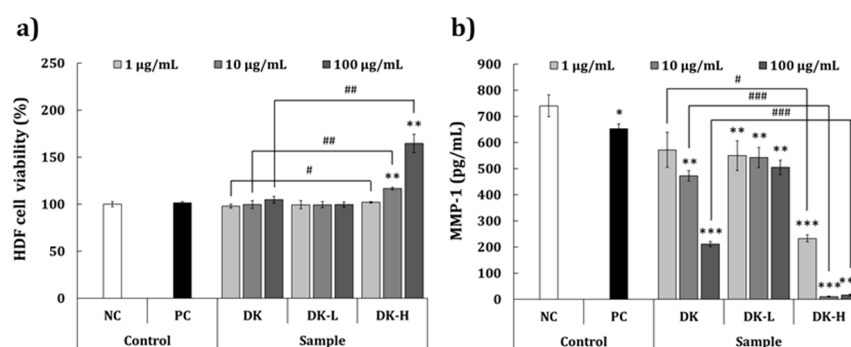 a)
1 μg/mL 10 μg/mL 100 μg/mL
HDF cell viability (%)
250
200
150
100
50
0
##
##
#
**
**
NC PC DK DK-L DK-H
Control Sample
b)
1 μg/mL 10 μg/mL 100 μg/mL
MMP-1 (pg/mL)
900
800
700
600
500
400
300
200
100
0
#
###
###
*
**
***
** ** **
***
***
**
NC PC DK DK-L DK-H
Control Sample